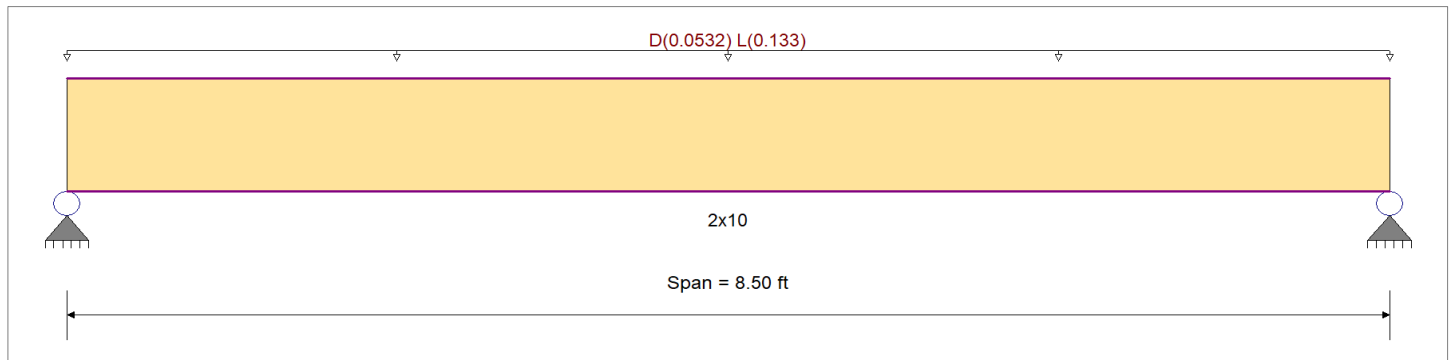 D(0.0532) L(0.133)
2x10
Span = 8.50 ft